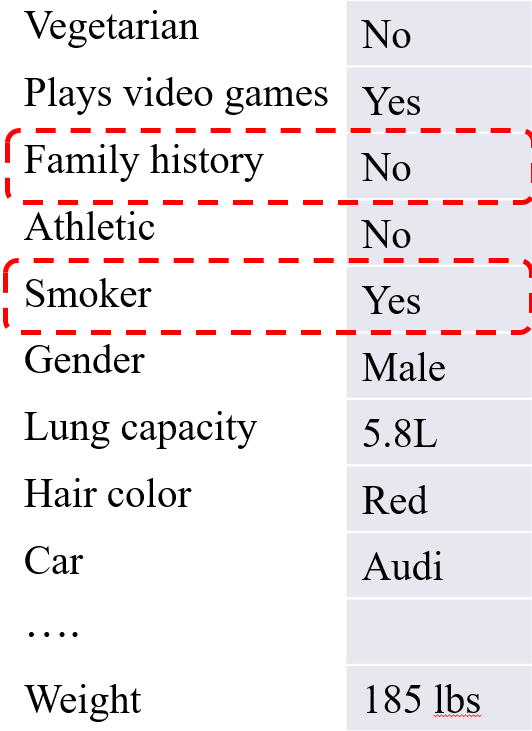 Vegetarian No
Plays video games Yes
Family history No
Athletic No
Smoker Yes
Gender Male
Lung capacity 5.8L
Hair color Red
Car Audi
….
Weight 185 lbs